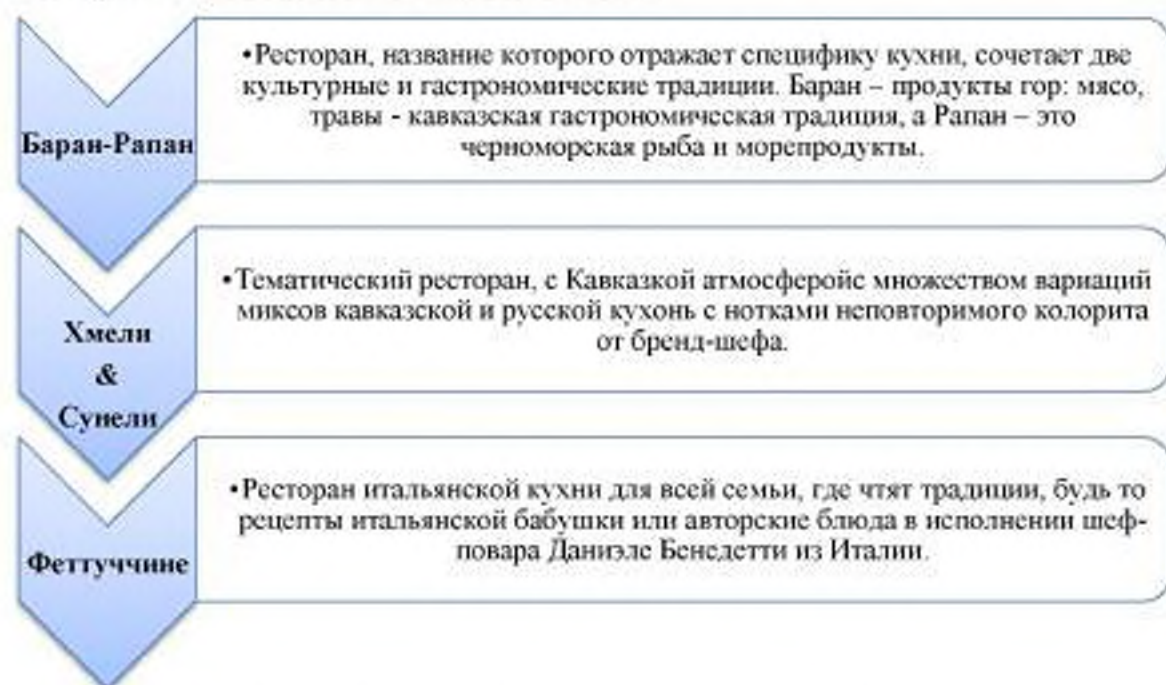 •Ресторан, название которого отражает специфику кухни, сочетает две
культурные и гастрономические традиции. Баран – продукты гор: мясо,
травы - кавказская гастрономическая традиция, а Рапан – это
черноморская рыба и морепродукты.
Баран-Рапан
•Тематический ресторан, с Кавказкой атмосферойс множеством вариаций
миксов кавказской и русской кухонь с нотками неповторимого колорита
от бренд-шефа.
Хмели
&
Сунели
•Ресторан итальянской кухни для всей семьи, где чтят традиции, будь то
рецепты итальянской бабушки или авторские блюда в исполнении шеф-
повара Даниэле Бенедетти из Италии.
Феттуччине